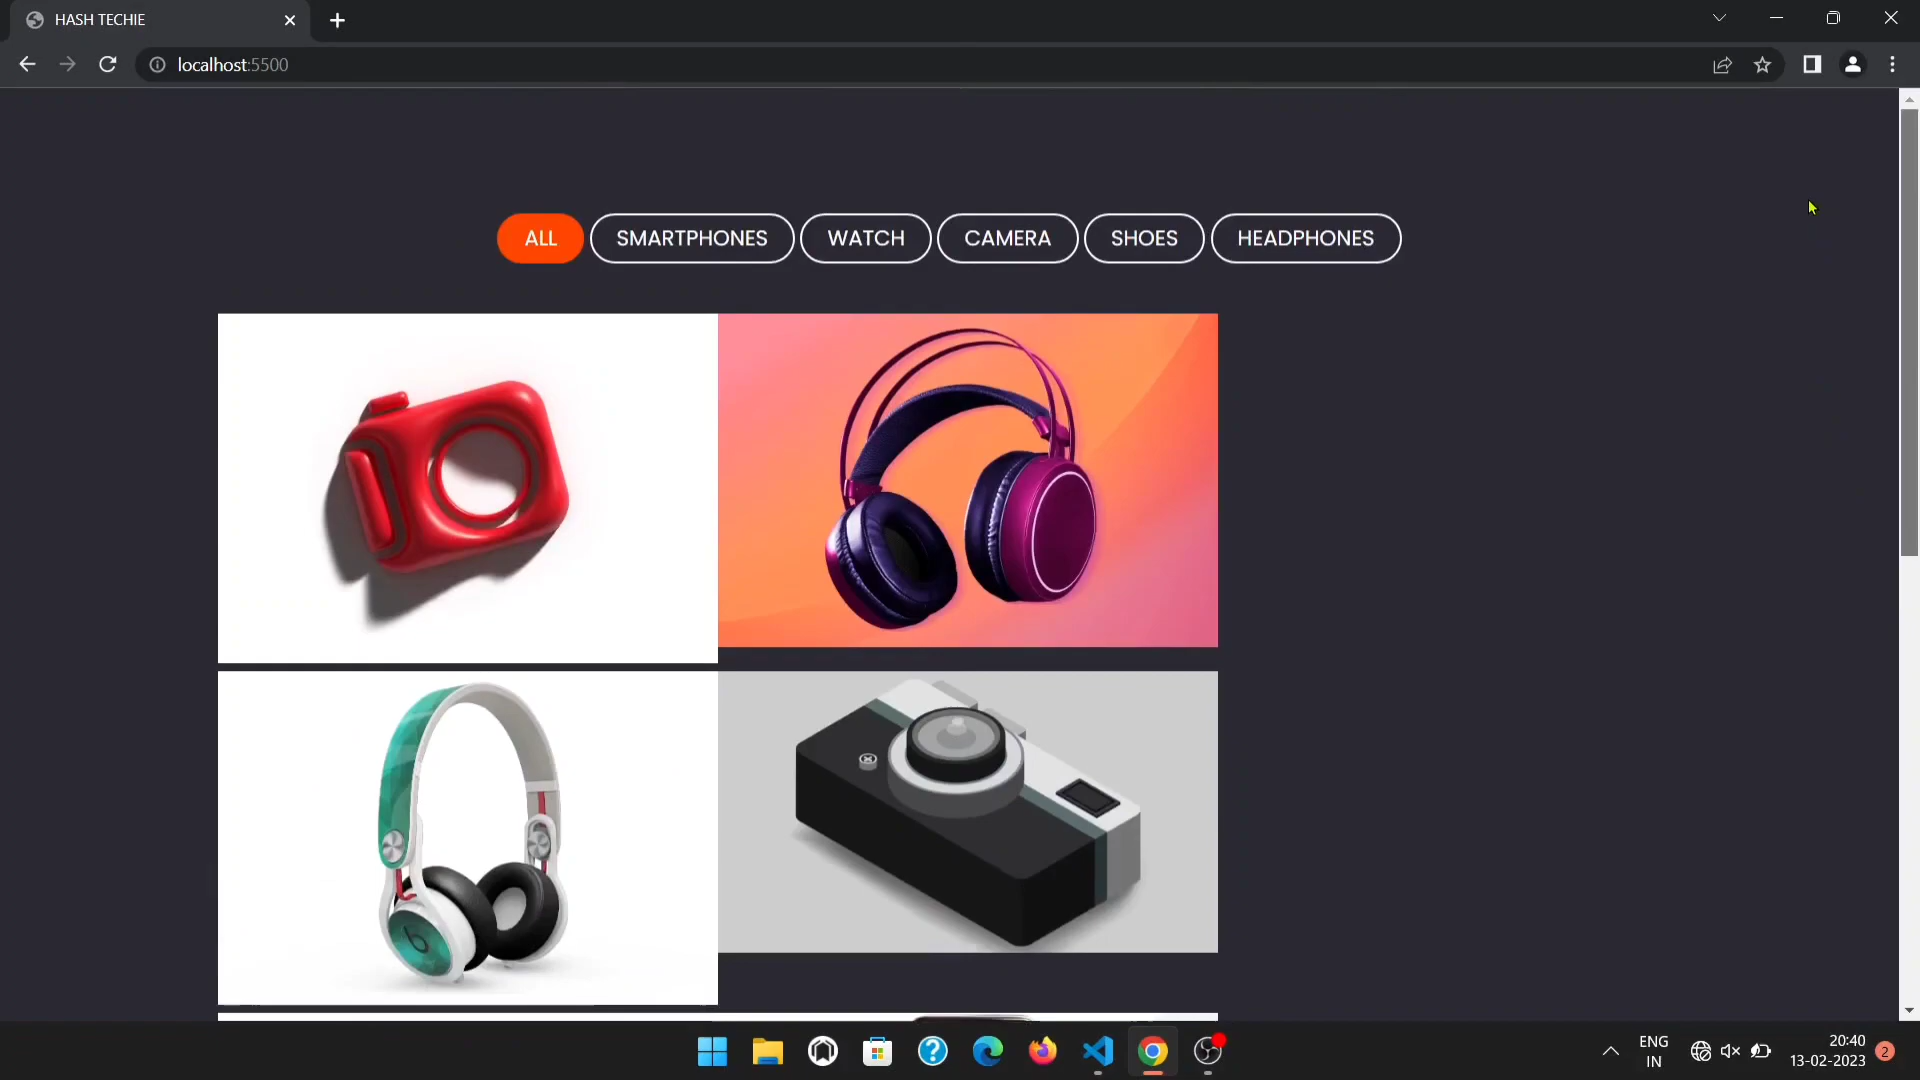 HASH TECHIE
localhost:5500
ALL SMARTPHONES WATCH CAMERA SHOES HEADPHONES
b
ENG
IN
20:40
13-02-2023
2